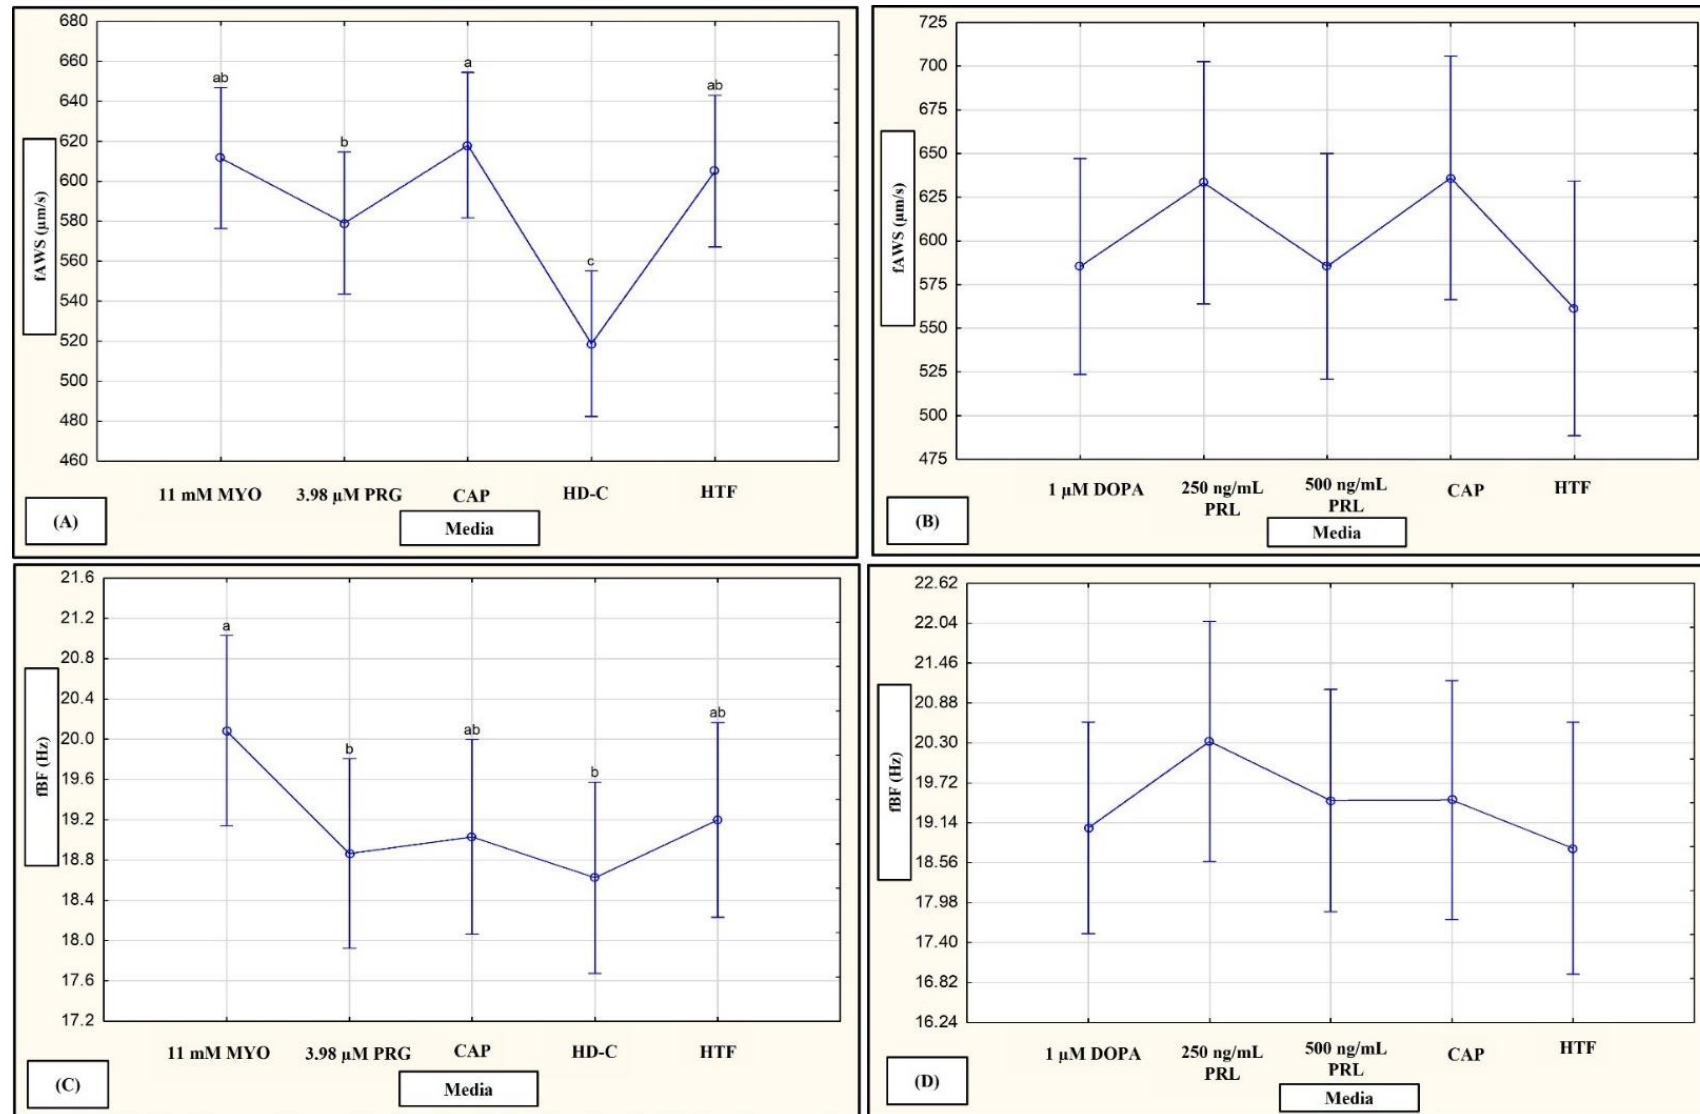 680
660
640
620
600
580
560
540
520
500
480
460
fAWS (µm/s)
ab
b
a
c
ab
11 mM MYO 3.98 µM PRG CAP HD-C HTF
(A)
Media
725
700
675
650
625
600
575
550
525
500
475
fAWS (µm/s)
1 µM DOPA 250 ng/mL PRL 500 ng/mL PRL CAP HTF
(B)
Media
21.6
21.2
20.8
20.4
20.0
19.6
19.2
18.8
18.4
18.0
17.6
17.2
fBF (Hz)
a
b
ab
b
ab
11 mM MYO 3.98 µM PRG CAP HD-C HTF
(C)
Media
22.62
22.04
21.46
20.88
20.30
19.72
19.14
18.56
17.98
17.40
16.82
16.24
fBF (Hz)
1 µM DOPA 250 ng/mL PRL 500 ng/mL PRL CAP HTF
(D)
Media